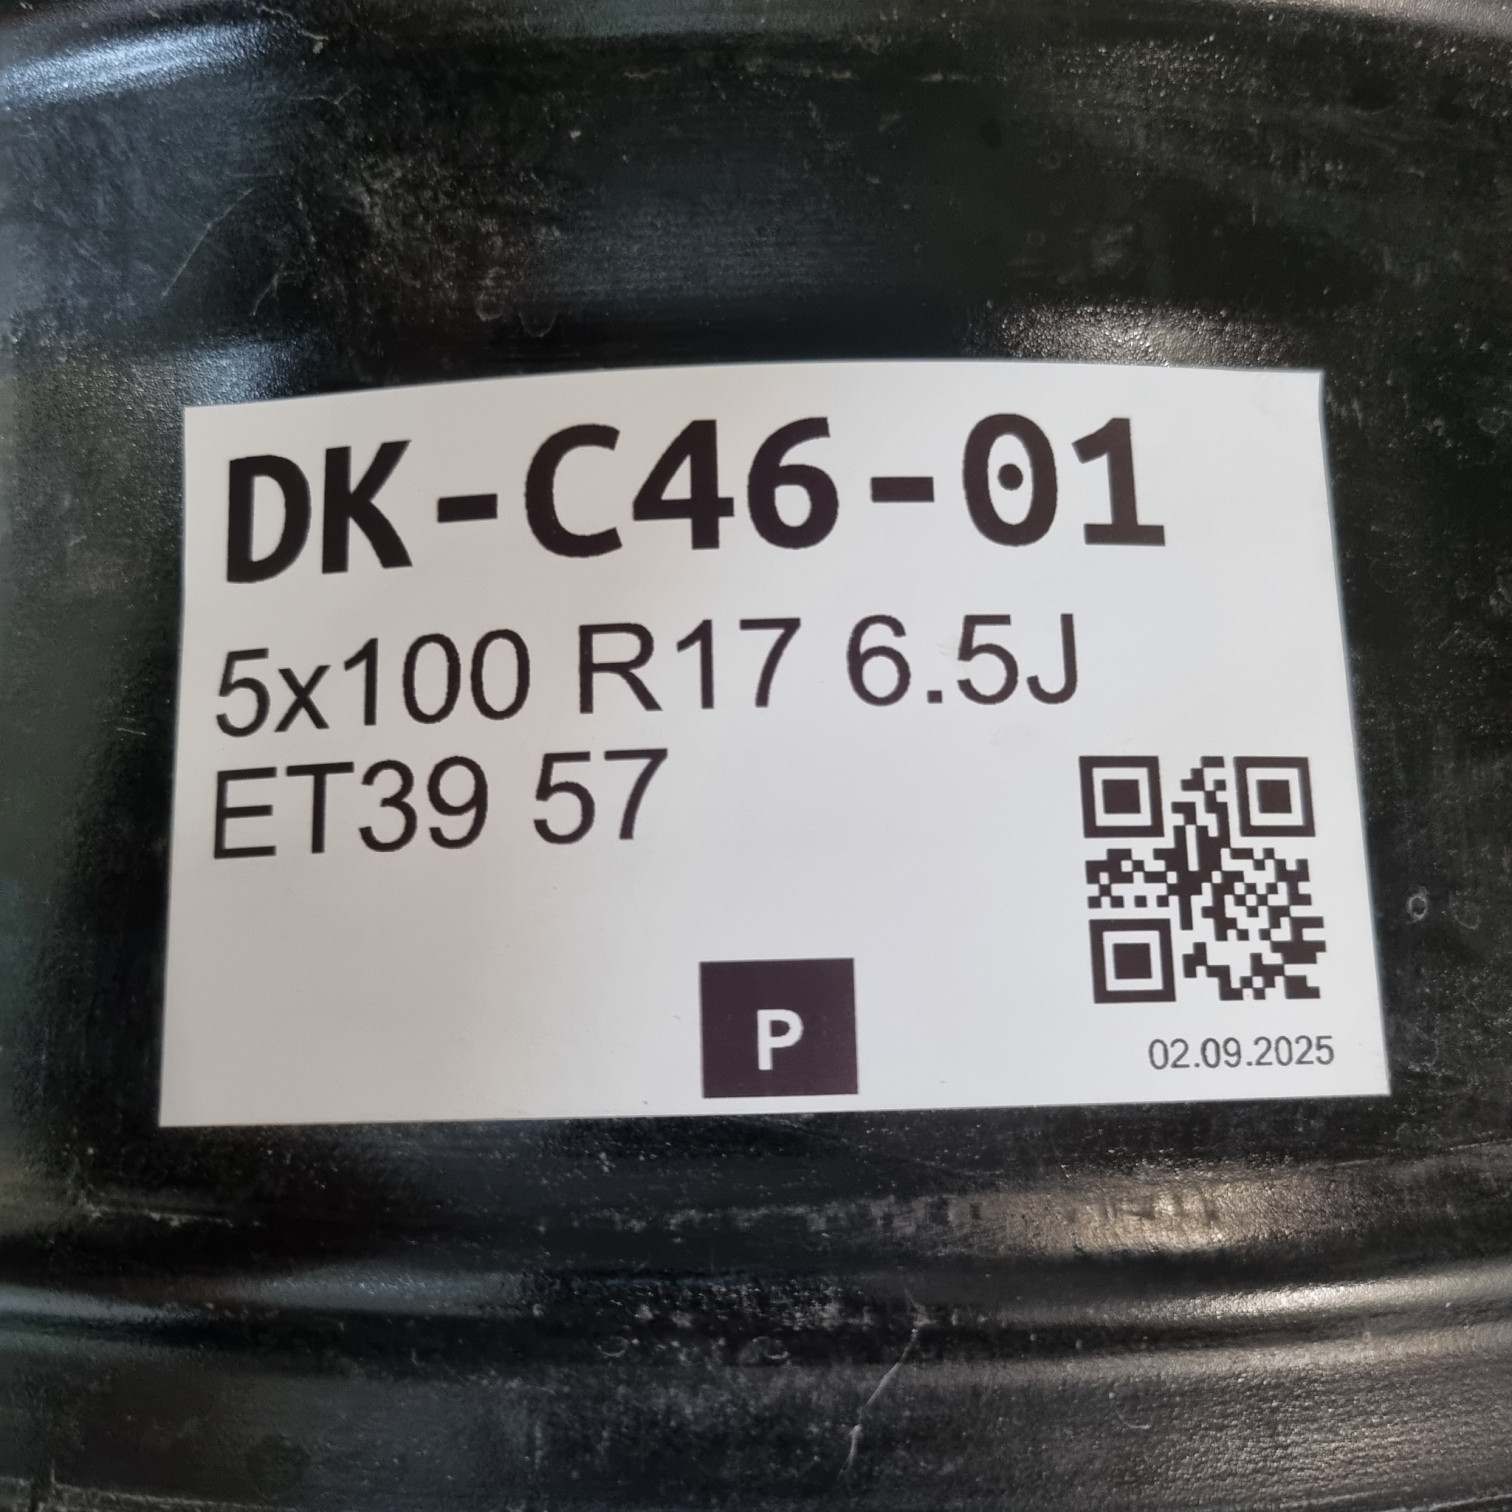 DK-C46-01
5x100 R17 6.5J
ET39 57
P
02.09.2025